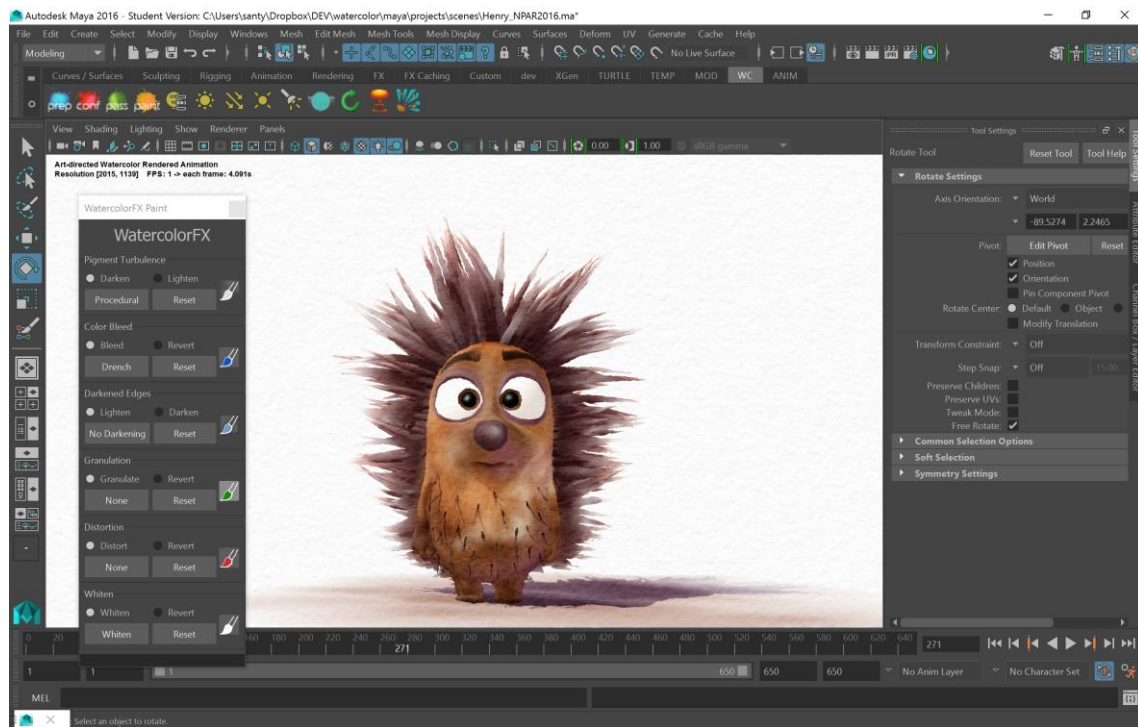 Autodesk Maya 2016 - Student Version: C:\Users\santy\Dropbox\DEV\watercolor\maya\projects\scenes\Henry_NPAR2016.ma*
File Edit Create Select Modify Display Windows Mesh Edit Mesh Mesh Tools Mesh Display Curves Surfaces Deform UV Generate Cache Help
Modeling No Live Surface
Curves / Surfaces Sculpting Rigging Animation Rendering FX FX Caching Custom dev XGen TURTLE TEMP MOD WC ANIM
prep conf pass paint
View Shading Lighting Show Renderer Panels
0.00 1.00 sRGB gamma
Art-directed Watercolor Rendered Animation
Resolution [2015, 1139] FPS: 1 -> each frame: 4.091s
WatercolorFX Paint
WatercolorFX
Pigment Turbulence
Darken Lighten
Procedural Reset
Color Bleed
Bleed Revert
Drench Reset
Darkened Edges
Lighten Darken
No Darkening Reset
Granulation
Granulate Revert
None Reset
Distortion
Distort Revert
None Reset
Whiten
Whiten Revert
Whiten Reset
Tool Settings
Rotate Tool Reset Tool Tool Help
Rotate Settings
Axis Orientation: World
-89.5274 2.2465
Pivot: Edit Pivot Reset
Position
Orientation
Pin Component Pivot
Rotate Center: Default Object
Modify Translation
Transform Constraint: Off
Step Snap: Off 15.00
Preserve Children:
Preserve UVs:
Tweak Mode:
Free Rotate:
Common Selection Options
Soft Selection
Symmetry Settings
Tool Settings
Attribute Editor
Channel Box / Layer Editor
0 20 160 180 200 220 240 260 280 300 320 340 360 380 400 420 440 460 480 500 520 540 560 580 600 620 640
271 271
1 1 1 650 650 650 No Anim Layer No Character Set
MEL
Select an object to rotate.